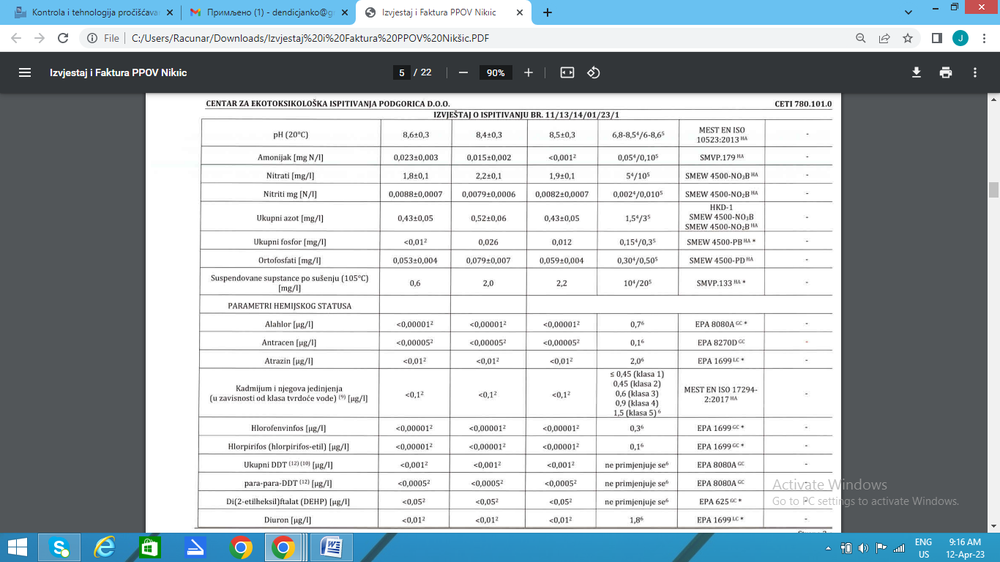 Kontrola i tehnologija pročišćava
Примљено (1) - dendicjanko@g
Izvjestaj i Faktura PPOV Nikšic
File C:/Users/Racunar/Downloads/Izvjestaj%20i%20Faktura%20PPOV%20Nikšic.PDF
J
Izvjestaj i Faktura PPOV Nikšic
5 / 22
90%
CENTAR ZA EKOTOKSIKOLOŠKA ISPITIVANJA PODGORICA D.O.O. CETI 780.101.0
IZVJEŠTAJ O ISPITIVANJU BR. 11/13/14/01/23/1
pH (20°C) 8,6±0,3 8,4±0,3 8,5±0,3 6,8-8,5⁴/6-8,6⁵ MEST EN ISO 10523:2013 HA -
Amonijak [mg N/l] 0,023±0,003 0,015±0,002 <0,001² 0,05⁴/0,10⁵ SMVP.179 HA -
Nitrati [mg/l] 1,8±0,1 2,2±0,1 1,9±0,1 5⁴/10⁵ SMEW 4500-NO₃B HA -
Nitriti mg [N/l] 0,0088±0,0007 0,0079±0,0006 0,0082±0,0007 0,002⁴/0,010⁵ SMEW 4500-NO₂B HA -
Ukupni azot [mg/l] 0,43±0,05 0,52±0,06 0,43±0,05 1,5⁴/3⁵ HKD-1 SMEW 4500-NO₃B SMEW 4500-NO₂B HA -
Ukupni fosfor [mg/l] <0,01² 0,026 0,012 0,15⁴/0,3⁵ SMEW 4500-PB HA * -
Ortofosfati [mg/l] 0,053±0,004 0,079±0,007 0,059±0,004 0,30⁴/0,50⁵ SMEW 4500-PD HA -
Suspendovane supstance po sušenju (105°C) [mg/l] 0,6 2,0 2,2 10⁴/20⁵ SMVP.133 HA * -
PARAMETRI HEMIJSKOG STATUSA
Alahlor [µg/l] <0,00001² <0,00001² <0,00001² 0,7⁶ EPA 8080A GC * -
Antracen [µg/l] <0,00005² <0,00005² <0,00005² 0,1⁶ EPA 8270D GC -
Atrazin [µg/l] <0,01² <0,01² <0,01² 2,0⁶ EPA 1699 LC * -
Kadmijum i njegova jedinjenja
(u zavisnosti od klasa tvrdoće vode) (9) [µg/l] <0,1² <0,1² <0,1²
≤ 0,45 (klasa 1)
0,45 (klasa 2)
0,6 (klasa 3)
0,9 (klasa 4)
1,5 (klasa 5) ⁶
MEST EN ISO 17294-
2:2017 HA -
Hlorofenvinfos [µg/l] <0,00001² <0,00001² <0,00001² 0,3⁶ EPA 1699 GC * -
Hlorpirifos (hlorpirifos-etil) [µg/l] <0,00001² <0,00001² <0,00001² 0,1⁶ EPA 1699 GC * -
Ukupni DDT (12) (10) [µg/l] <0,001² <0,001² <0,001² ne primjenjuje se⁶ EPA 8080A GC -
para-para-DDT (12) [µg/l] <0,0005² <0,0005² <0,0005² ne primjenjuje se⁶ EPA 8080A GC -
Di(2-etilheksil)ftalat (DEHP) [µg/l] <0,05² <0,05² <0,05² ne primjenjuje se⁶ EPA 625 GC * -
Diuron [µg/l] <0,01² <0,01² <0,01² 1,8⁶ EPA 1699 LC * -
Activate Windows
Go to PC settings to activate Windows.
ENG
US
9:16 AM
12-Apr-23